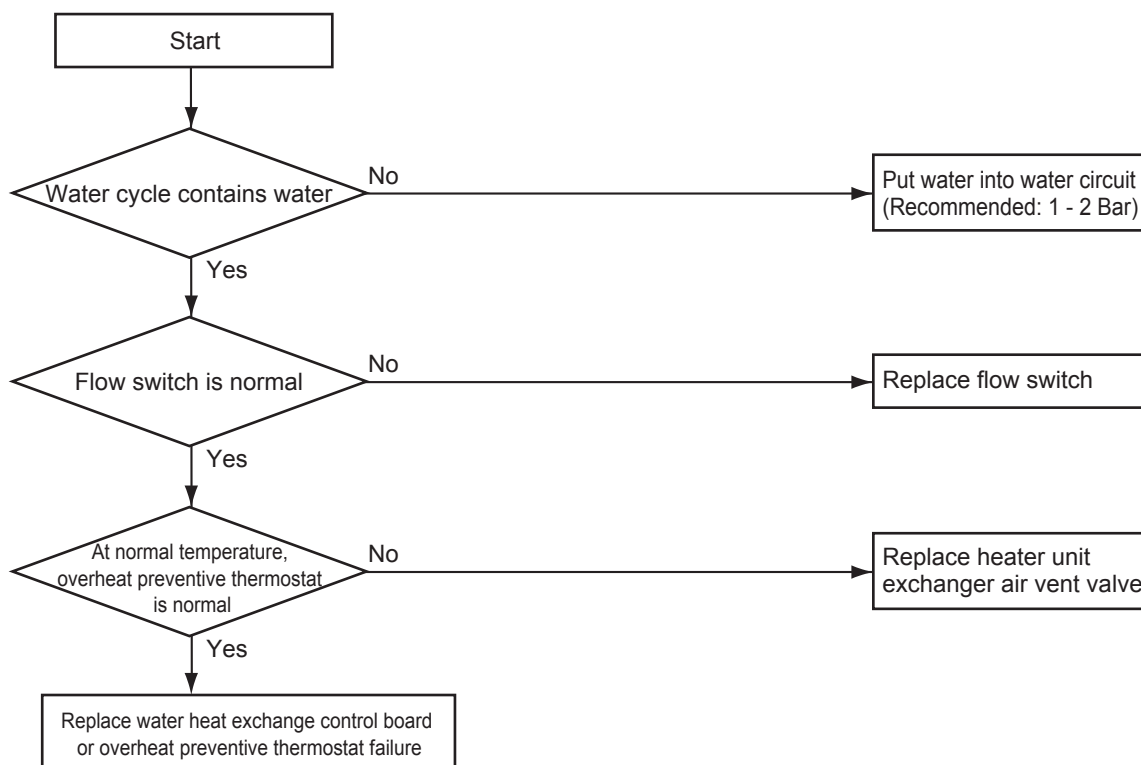 Start
Water cycle contains water
No
Put water into water circuit
(Recommended: 1 - 2 Bar)
Yes
Flow switch is normal
No
Replace flow switch
Yes
At normal temperature,
overheat preventive thermostat
is normal
No
Replace heater unit
exchanger air vent valve
Yes
Replace water heat exchange control board
or overheat preventive thermostat failure